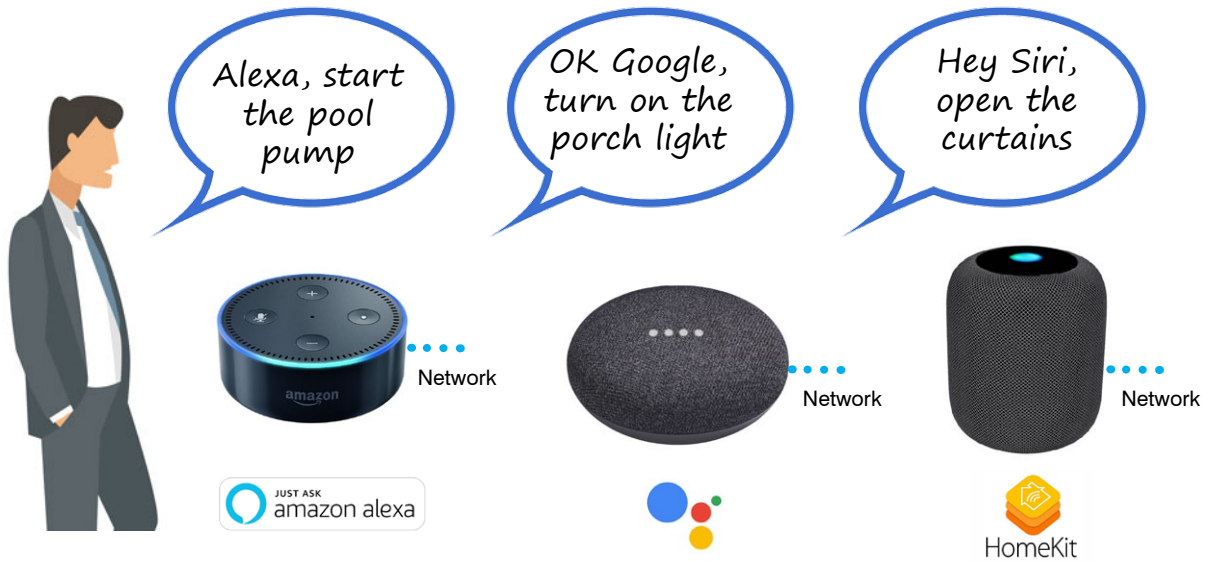 Alexa, start
the pool
pump
OK Google,
turn on the
porch light
Hey Siri,
open the
curtains
amazon
Network
Network
Network
JUST ASK
amazon alexa
HomeKit